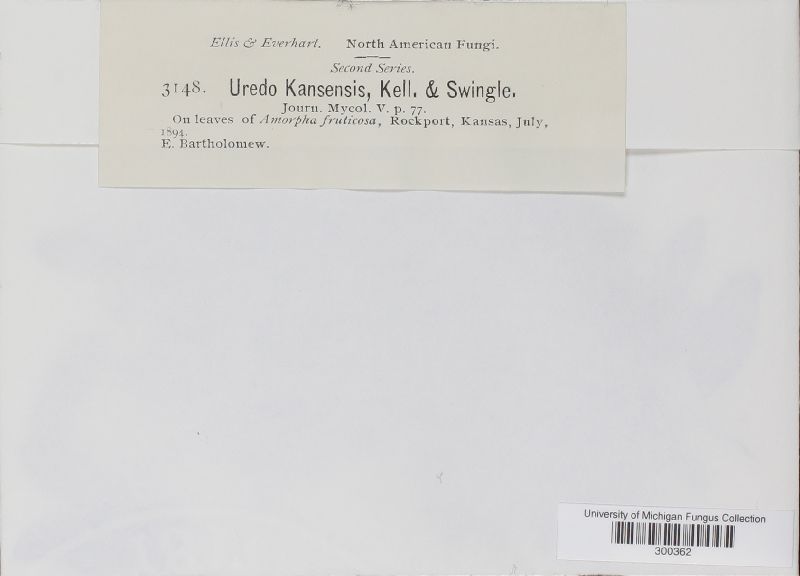 Ellis & Everhart. North American Fungi.
Second Series.
3148. Uredo Kansensis, Kell. & Swingle.
Journ. Mycol. V. p. 77.
On leaves of Amorpha fruticosa, Rockport, Kansas, July,
1894.
E. Bartholomew.
University of Michigan Fungus Collection
300362